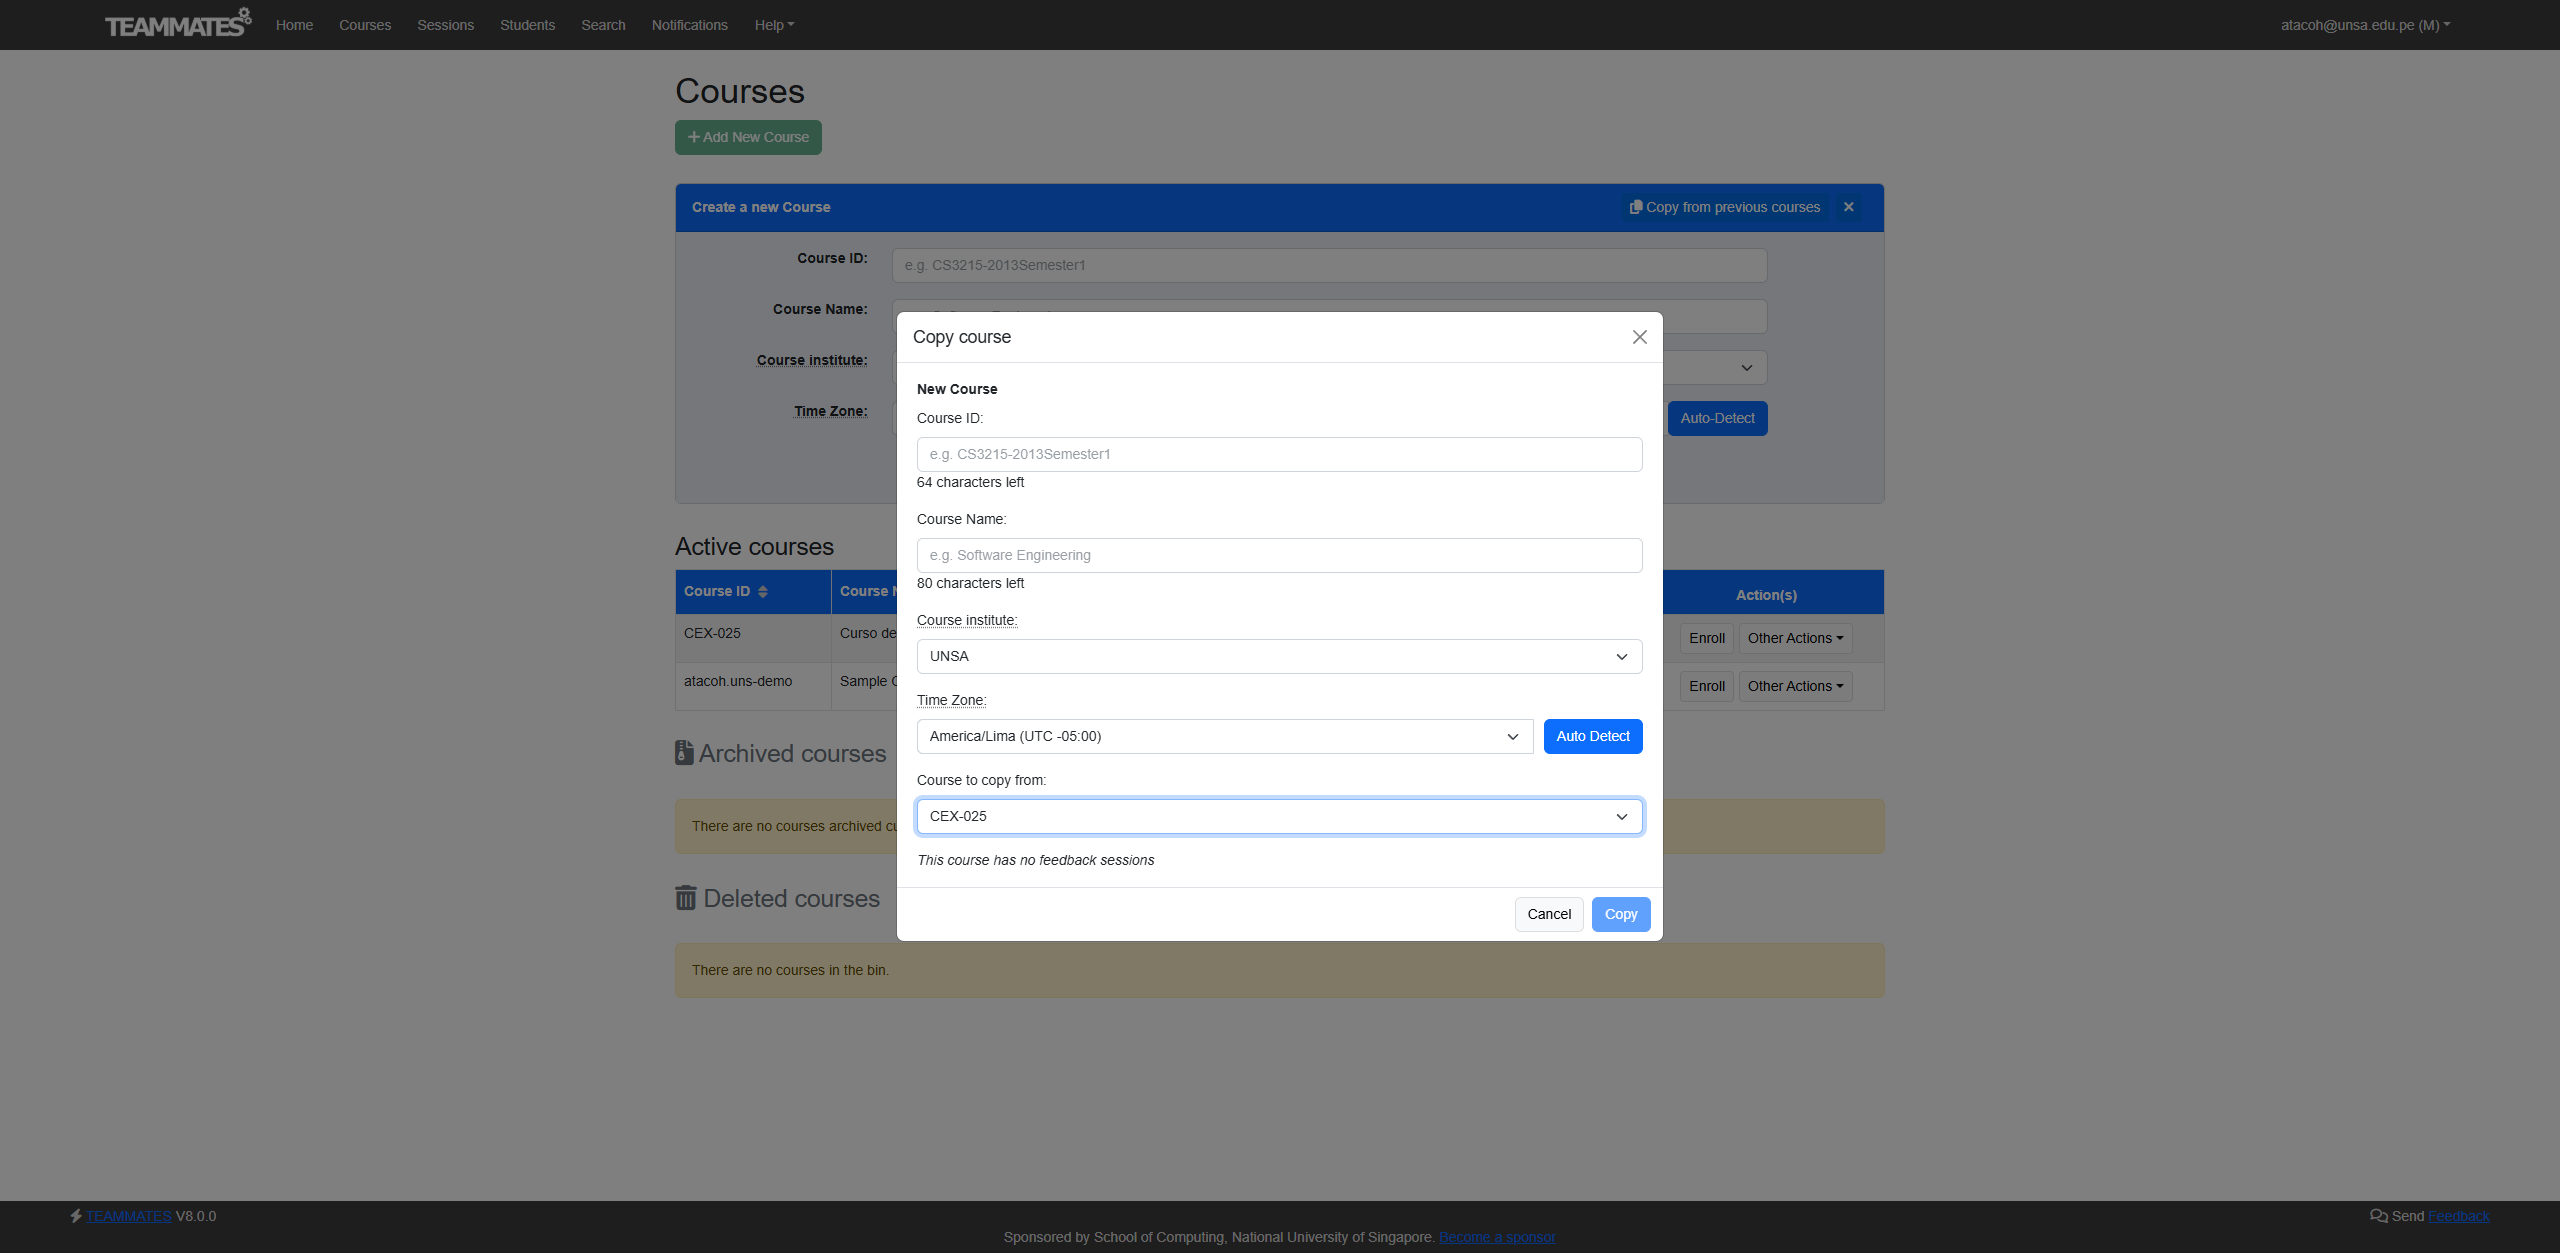 TEAMMATES Home Courses Sessions Students Search Notifications Help atacoh@unsa.edu.pe (M)
Courses
Add New Course
Create a new Course Copy from previous courses
Course ID: e.g. CS3215-2013Semester1
Course Name:
Course institute:
Time Zone: Auto-Detect
Copy course
New Course
Course ID:
e.g. CS3215-2013Semester1
64 characters left
Course Name:
e.g. Software Engineering
80 characters left
Course institute:
UNSA
Time Zone:
America/Lima (UTC -05:00) Auto Detect
Course to copy from:
CEX-025
This course has no feedback sessions
Cancel Copy
Active courses
Course ID Course Action(s)
CEX-025 Curso de Enroll Other Actions
atacoh.uns-demo Sample Enroll Other Actions
Archived courses
There are no courses archived
Deleted courses
There are no courses in the bin.
TEAMMATES V8.0.0 Send Feedback
Sponsored by School of Computing, National University of Singapore. Become a sponsor